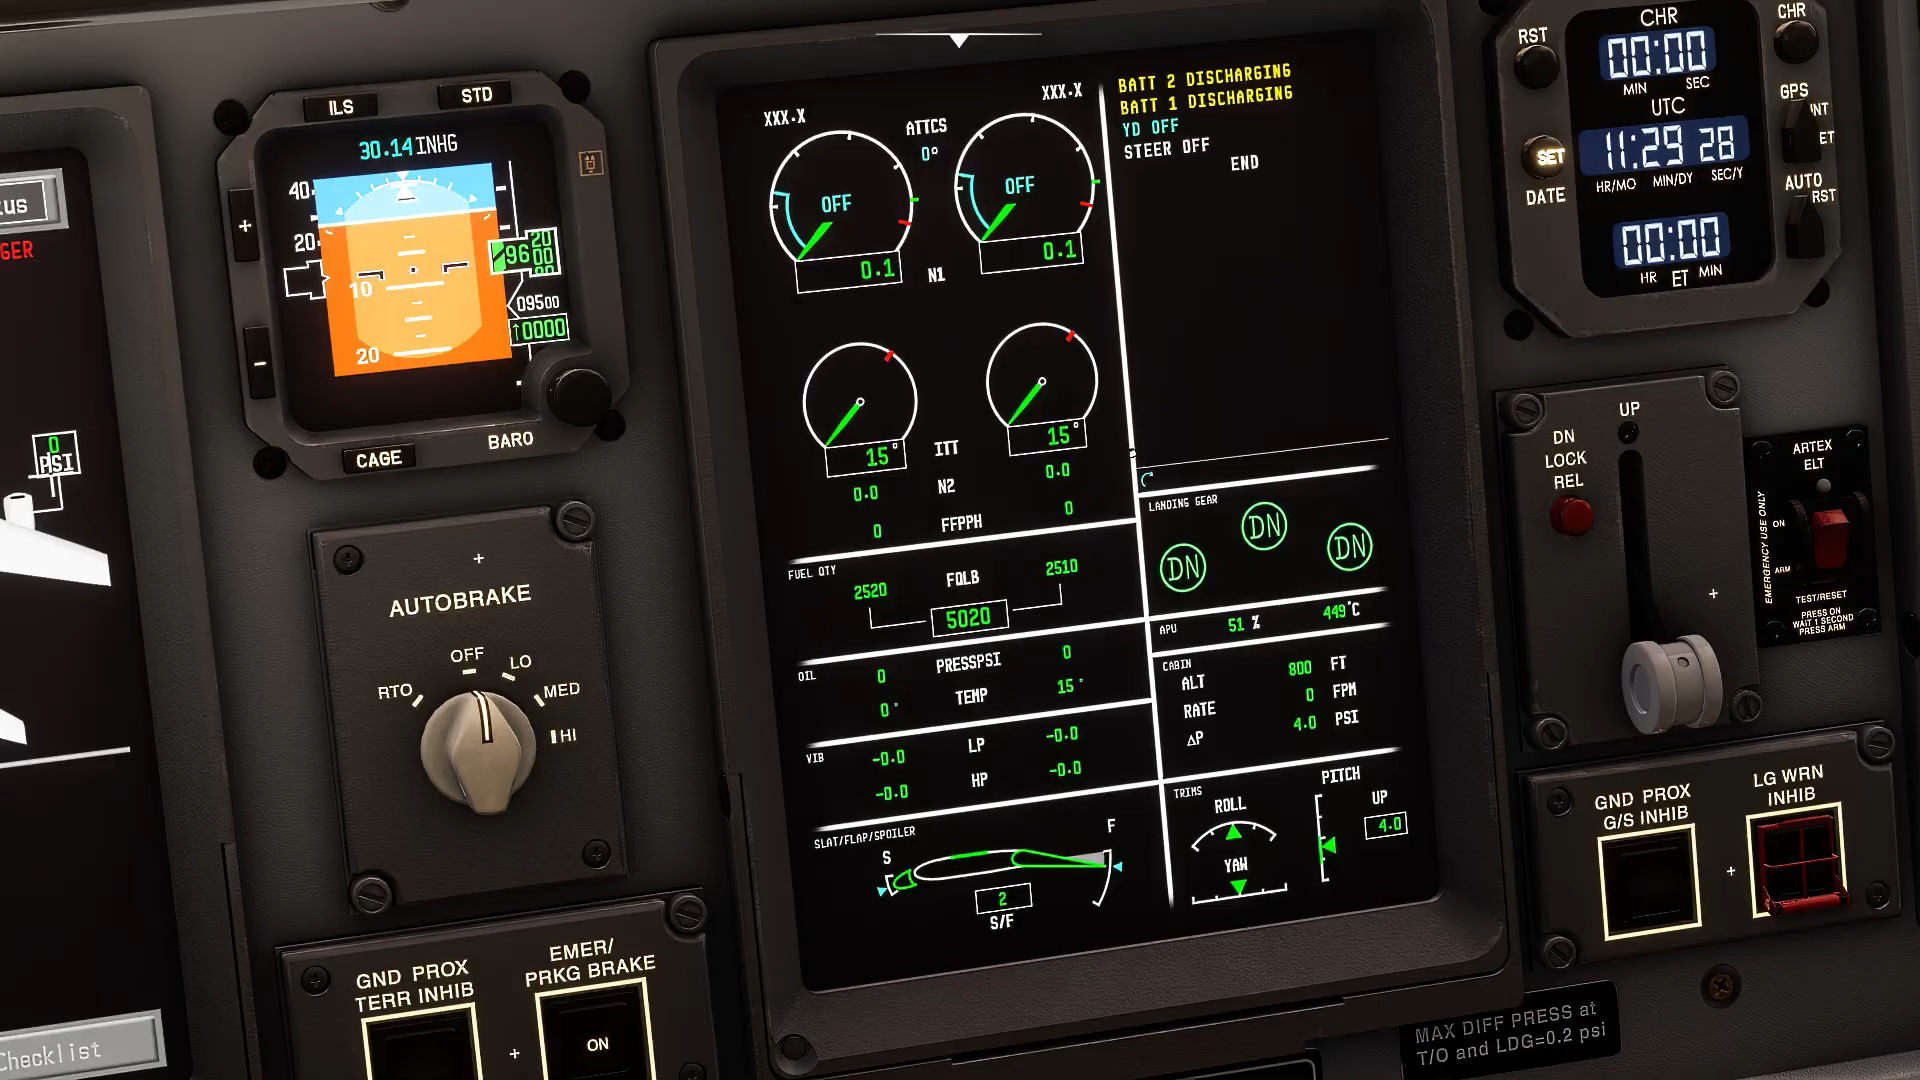 tus
GER
0
PSI
Checklist
ILS
STD
30.14INHG
40
20
10
20
+
-
96
20
00
80
09500
↑0000
CAGE
BARO
+
AUTOBRAKE
RTO
OFF
LO
MED
HI
GND PROX
TERR INHIB
+
EMER/
PRKG BRAKE
ON
XXX.X
ATTCS
XXX.X
0°
OFF
OFF
0.1
N1
0.1
15°
ITT
15°
0.0
N2
0.0
0
FFPPH
0
FUEL QTY
2520
FQLB
2510
5020
OIL
0
PRESSPSI
0
0°
TEMP
15°
VIB
-0.0
LP
-0.0
-0.0
HP
-0.0
SLAT/FLAP/SPOILER
S
F
2
S/F
BATT 2 DISCHARGING
BATT 1 DISCHARGING
YD OFF
STEER OFF
END
LANDING GEAR
DN
DN
DN
APU
51 %
449°C
CABIN
ALT
800 FT
RATE
0 FPM
△P
4.0 PSI
TRIMS
ROLL
YAW
PITCH
UP
4.0
RST
CHR
CHR
00:00
MIN
SEC
UTC
GPS
INT
ET
SET
11:29 28
HR/MO
MIN/DY
SEC/Y
DATE
AUTO
RST
00:00
HR
ET
MIN
UP
DN
LOCK
REL
+
ARTEX
ELT
EMERGENCY USE ONLY
ON
ARM
TEST/RESET
PRESS ON
WAIT 1 SECOND
PRESS ARM
GND PROX
G/S INHIB
+
LG WRN
INHIB
MAX DIFF PRESS at
T/O and LDG=0.2 psi